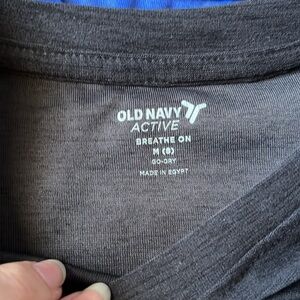 OLD NAVY
ACTIVE
BREATHE ON
M (8)
GO-DRY
MADE IN EGYPT